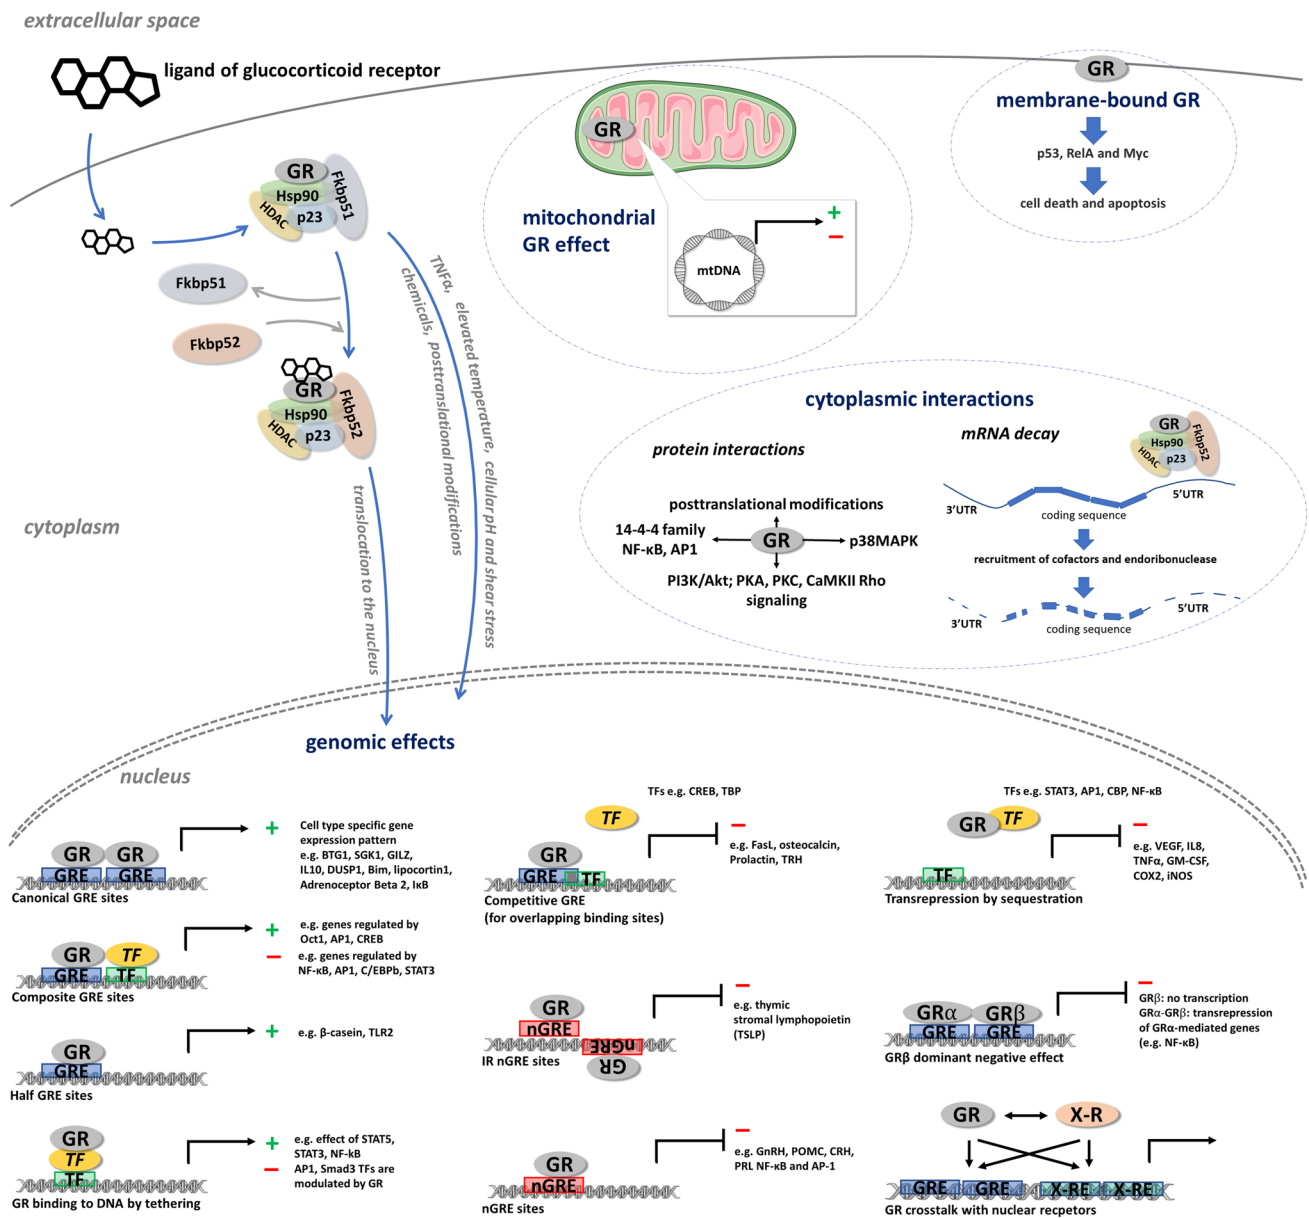 extracellular space
ligand of glucocorticoid receptor
GR
Hsp90
HDAC
p23
Fkbp51
Fkbp51
Fkbp52
GR
Hsp90
HDAC
p23
Fkbp52
TNFα, elevated temperature, cellular pH and shear stress
chemicals, posttranslational modifications
translocation to the nucleus
cytoplasm
GR
mitochondrial
GR effect
mtDNA
+
−
GR
membrane-bound GR
p53, RelA and Myc
cell death and apoptosis
cytoplasmic interactions
protein interactions
posttranslational modifications
14-4-4 family
NF-κB, AP1
GR
p38MAPK
PI3K/Akt; PKA, PKC, CaMKII Rho
signaling
mRNA decay
GR
Hsp90
HDAC
p23
Fkbp52
3'UTR
5'UTR
coding sequence
recruitment of cofactors and endoribonuclease
3'UTR
5'UTR
coding sequence
genomic effects
nucleus
GR GR
GRE GRE
Canonical GRE sites
+
Cell type specific gene
expression pattern
e.g. BTG1, SGK1, GILZ,
IL10, DUSP1, Bim, lipocortin1,
Adrenoceptor Beta 2, IκB
GR TF
GRE TF
Composite GRE sites
+
e.g. genes regulated by
Oct1, AP1, CREB
−
e.g. genes regulated by
NF-κB, AP1, C/EBPb, STAT3
GR
GRE
Half GRE sites
+
e.g. β-casein, TLR2
GR
TF
TF
GR binding to DNA by tethering
+
e.g. effect of STAT5,
STAT3, NF-kB
−
AP1, Smad3 TFs are
modulated by GR
TFs e.g. CREB, TBP
TF
GR
GRE TF
Competitive GRE
(for overlapping binding sites)
−
e.g. FasL, osteocalcin,
Prolactin, TRH
GR
nGRE
nGRE
GR
IR nGRE sites
−
e.g. thymic
stromal lymphopoietin
(TSLP)
GR
nGRE
nGRE sites
−
e.g. GnRH, POMC, CRH,
PRL NF-κB and AP-1
TFs e.g. STAT3, AP1, CBP, NF-κB
GR TF
TF
Transrepression by sequestration
−
e.g. VEGF, IL8,
TNFα, GM-CSF,
COX2, iNOS
GRα GRβ
GRE GRE
GRβ dominant negative effect
−
GRβ: no transcription
GRα-GRβ: transrepression
of GRα-mediated genes
(e.g. NF-κB)
GR X-R
GRE GRE X-RE X-RE
GR crosstalk with nuclear recpetors